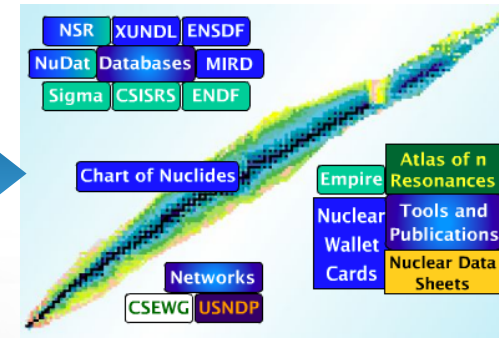 NSR XUNDL ENSDF
NuDat Databases MIRD
Sigma CSISRS ENDF
Chart of Nuclides
Empire
Atlas of n
Resonances
Nuclear
Wallet
Cards
Tools and
Publications
Nuclear Data
Sheets
Networks
CSEWG USNDP